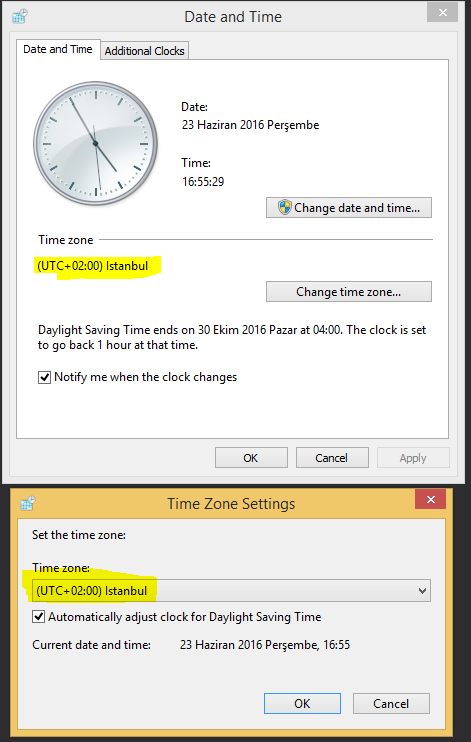 Date and Time
Date and Time
Additional Clocks
Date:
23 Haziran 2016 Perşembe
Time:
16:55:29
Change date and time...
Time zone
(UTC+02:00) Istanbul
Change time zone...
Daylight Saving Time ends on 30 Ekim 2016 Pazar at 04:00. The clock is set
to go back 1 hour at that time.
Notify me when the clock changes
OK
Cancel
Apply
Time Zone Settings
Set the time zone:
Time zone:
(UTC+02:00) Istanbul
Automatically adjust clock for Daylight Saving Time
Current date and time:
23 Haziran 2016 Perşembe, 16:55
OK
Cancel